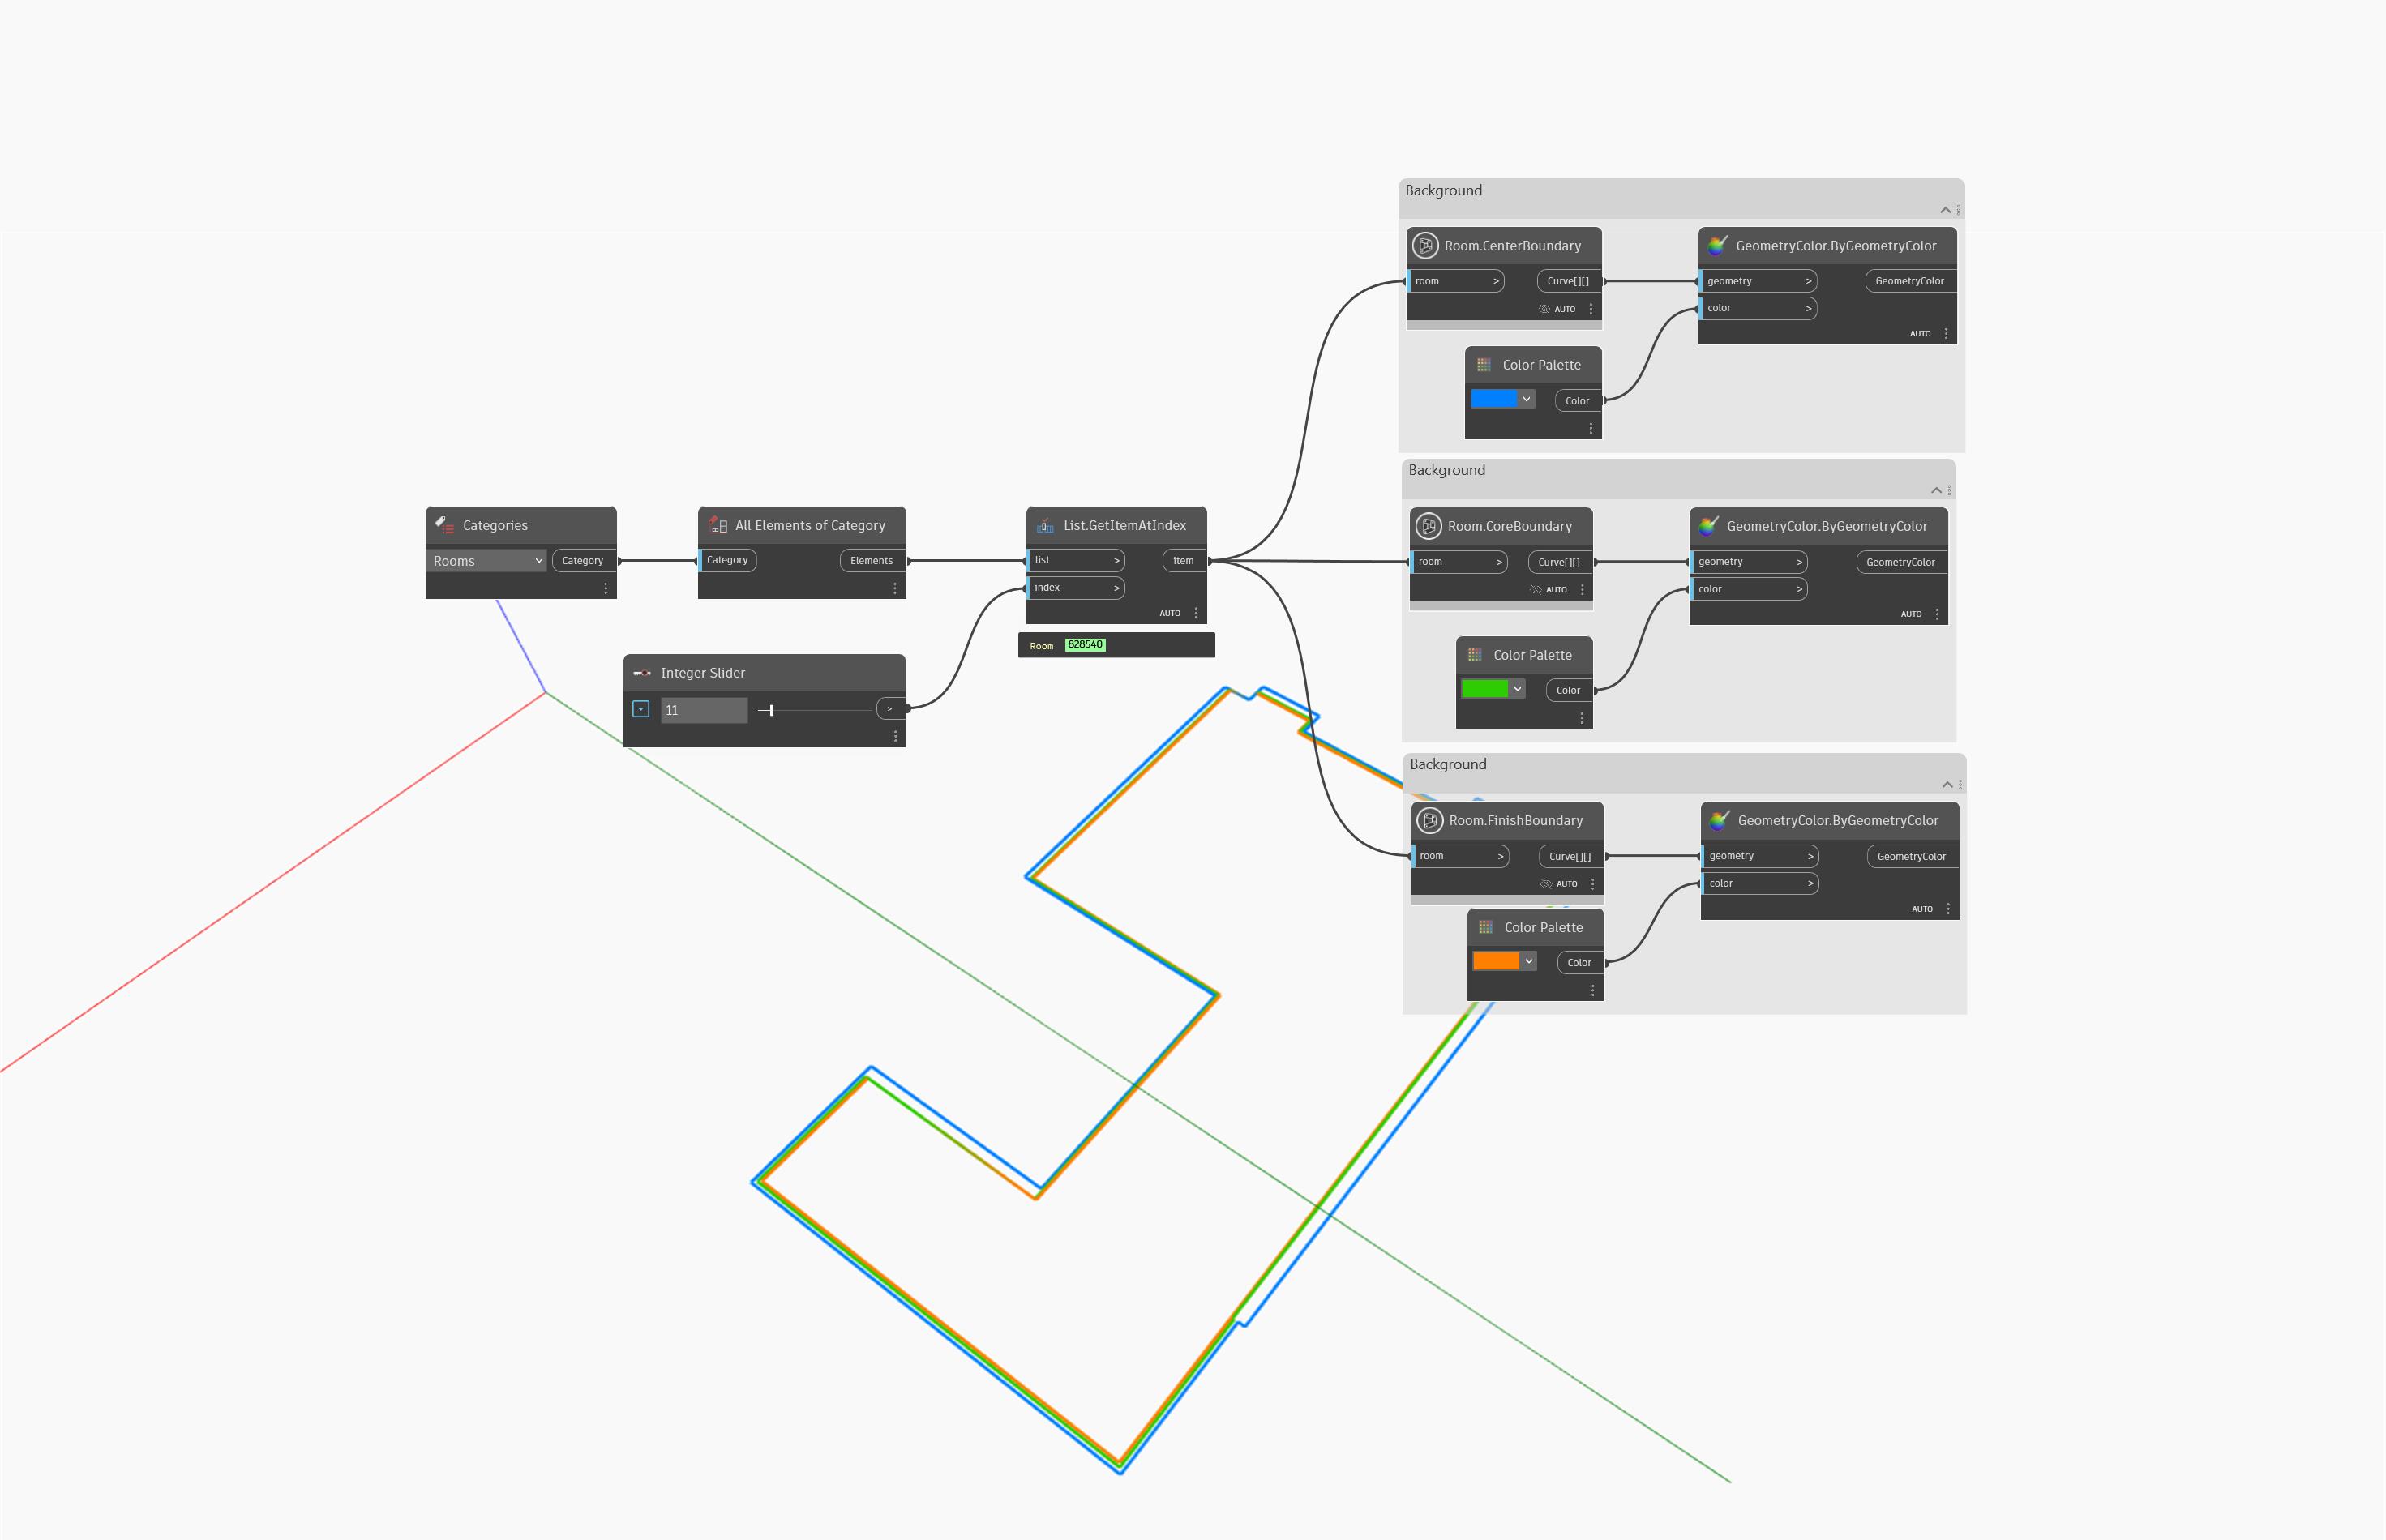 Background
Room.CenterBoundary
GeometryColor.ByGeometryColor
room >
Curve[][]
geometry >
GeometryColor
color >
AUTO
AUTO
Color Palette
Color
Background
Categories
All Elements of Category
List.GetItemAtIndex
Room.CoreBoundary
GeometryColor.ByGeometryColor
Rooms
Category
Category
Elements
list >
item
room >
Curve[][]
geometry >
GeometryColor
index >
color >
AUTO
AUTO
AUTO
Room 828540
Color Palette
Color
Integer Slider
11
>
Background
Room.FinishBoundary
GeometryColor.ByGeometryColor
room >
Curve[][]
geometry >
GeometryColor
color >
AUTO
AUTO
Color Palette
Color